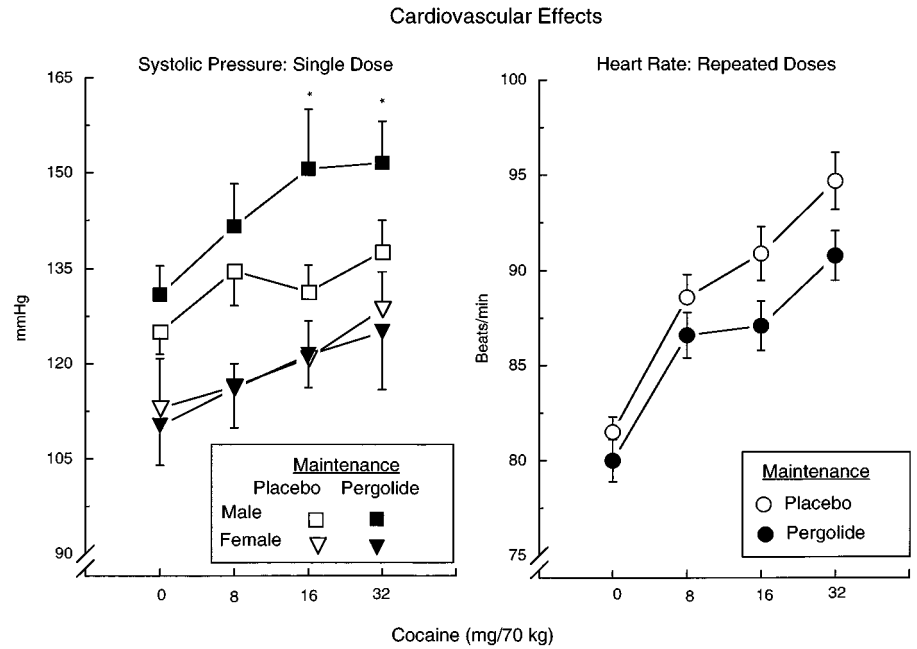 Cardiovascular Effects
Systolic Pressure: Single Dose
165
150
135
120
105
90
mmHg
*
*
Maintenance
Placebo Pergolide
Male
Female
0 8 16 32
Heart Rate: Repeated Doses
100
95
90
85
80
75
Beats/min
Maintenance
Placebo
Pergolide
0 8 16 32
Cocaine (mg/70 kg)